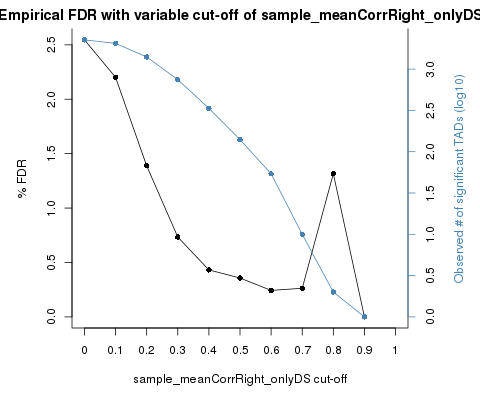 Empirical FDR with variable cut-off of sample_meanCorrRight_onlyDS
% FDR
2.5
2.0
1.5
1.0
0.5
0.0
3.0
2.5
2.0
1.5
1.0
0.5
0.0
Observed # of significant TADs (log10)
0 0.1 0.2 0.3 0.4 0.5 0.6 0.7 0.8 0.9 1
sample_meanCorrRight_onlyDS cut-off